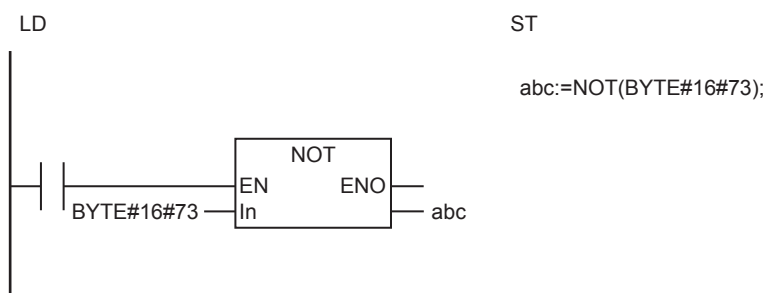 LD
ST
abc:=NOT(BYTE#16#73);
NOT
EN ENO
BYTE#16#73 In abc